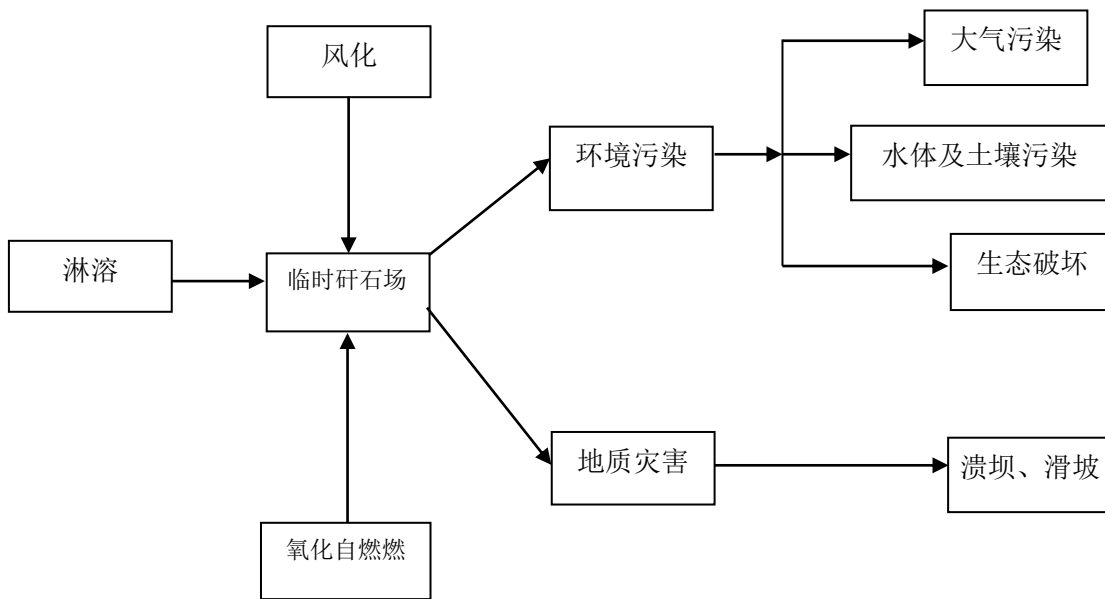 大气污染
风化
环境污染
水体及土壤污染
淋溶
临时矸石场
生态破坏
地质灾害
溃坝、滑坡
氧化自燃燃